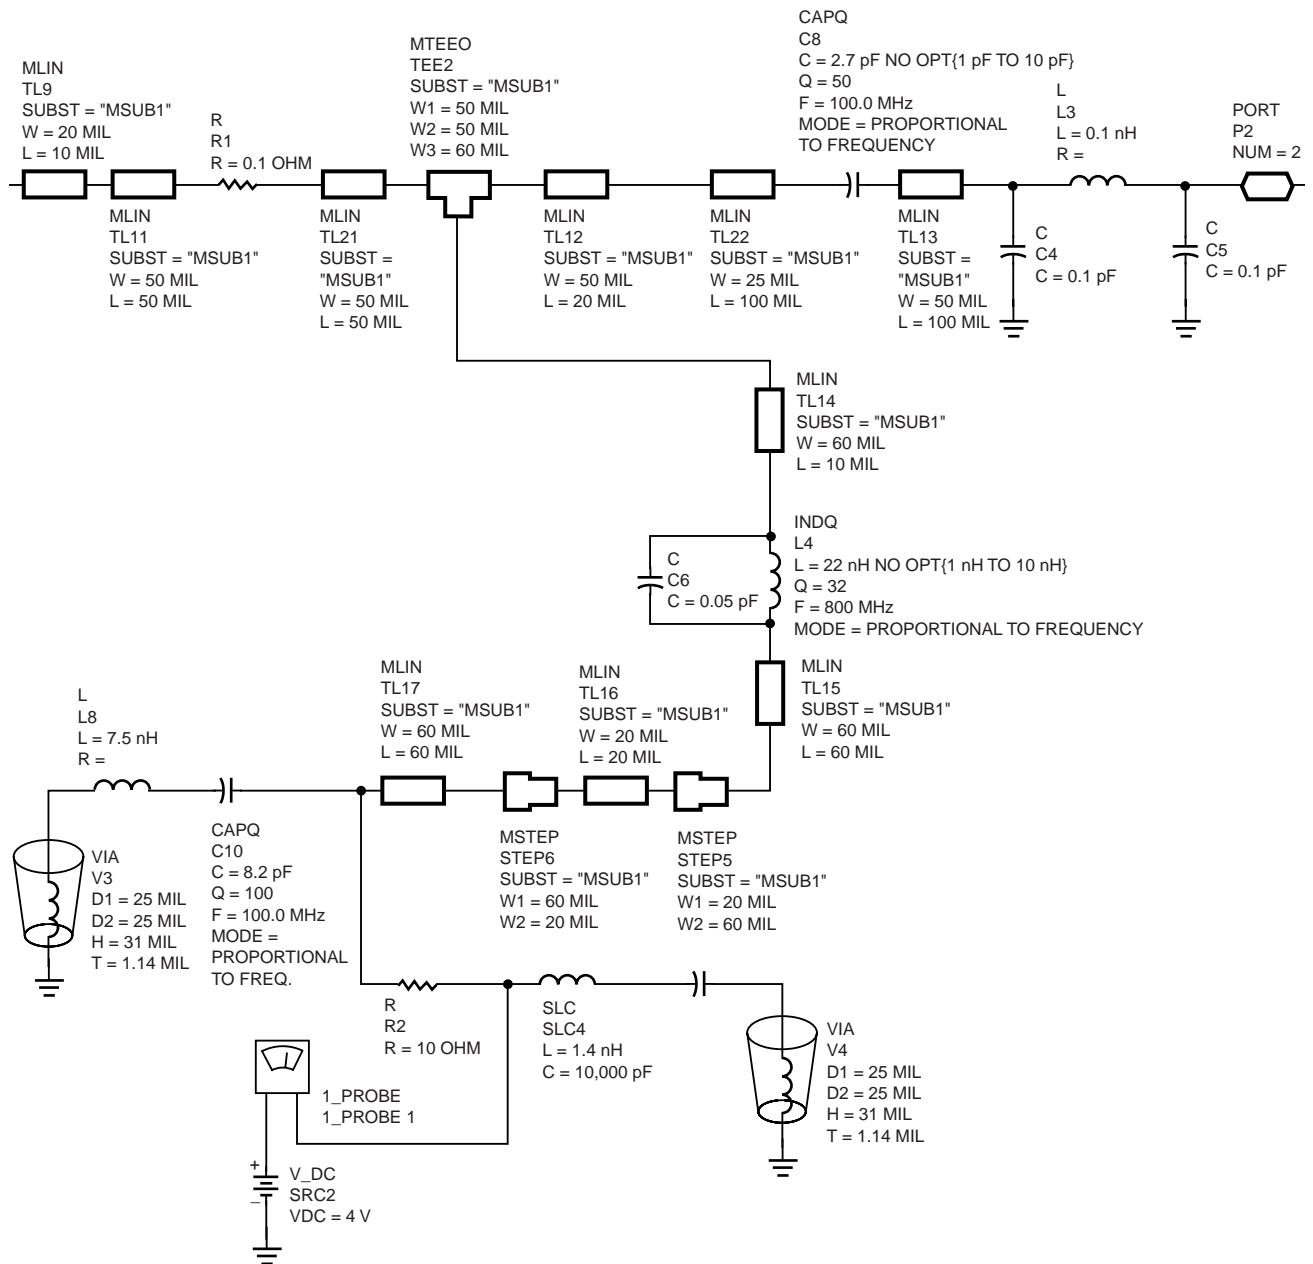 MLIN
TL9
SUBST = "MSUB1"
W = 20 MIL
L = 10 MIL
R
R1
R = 0.1 OHM
MTEEO
TEE2
SUBST = "MSUB1"
W1 = 50 MIL
W2 = 50 MIL
W3 = 60 MIL
CAPQ
C8
C = 2.7 pF NO OPT{1 pF TO 10 pF}
Q = 50
F = 100.0 MHz
MODE = PROPORTIONAL
TO FREQUENCY
L
L3
L = 0.1 nH
R =
PORT
P2
NUM = 2
MLIN
TL11
SUBST = "MSUB1"
W = 50 MIL
L = 50 MIL
MLIN
TL21
SUBST =
"MSUB1"
W = 50 MIL
L = 50 MIL
MLIN
TL12
SUBST = "MSUB1"
W = 50 MIL
L = 20 MIL
MLIN
TL22
SUBST = "MSUB1"
W = 25 MIL
L = 100 MIL
MLIN
TL13
SUBST =
"MSUB1"
W = 50 MIL
L = 100 MIL
C
C4
C = 0.1 pF
C
C5
C = 0.1 pF
MLIN
TL14
SUBST = "MSUB1"
W = 60 MIL
L = 10 MIL
C
C6
C = 0.05 pF
INDQ
L4
L = 22 nH NO OPT{1 nH TO 10 nH}
Q = 32
F = 800 MHz
MODE = PROPORTIONAL TO FREQUENCY
L
L8
L = 7.5 nH
R =
MLIN
TL17
SUBST = "MSUB1"
W = 60 MIL
L = 60 MIL
MLIN
TL16
SUBST = "MSUB1"
W = 20 MIL
L = 20 MIL
MLIN
TL15
SUBST = "MSUB1"
W = 60 MIL
L = 60 MIL
VIA
V3
D1 = 25 MIL
D2 = 25 MIL
H = 31 MIL
T = 1.14 MIL
CAPQ
C10
C = 8.2 pF
Q = 100
F = 100.0 MHz
MODE =
PROPORTIONAL
TO FREQ.
MSTEP
STEP6
SUBST = "MSUB1"
W1 = 60 MIL
W2 = 20 MIL
MSTEP
STEP5
SUBST = "MSUB1"
W1 = 20 MIL
W2 = 60 MIL
R
R2
R = 10 OHM
SLC
SLC4
L = 1.4 nH
C = 10,000 pF
VIA
V4
D1 = 25 MIL
D2 = 25 MIL
H = 31 MIL
T = 1.14 MIL
1_PROBE
1_PROBE 1
+
–
V_DC
SRC2
VDC = 4 V